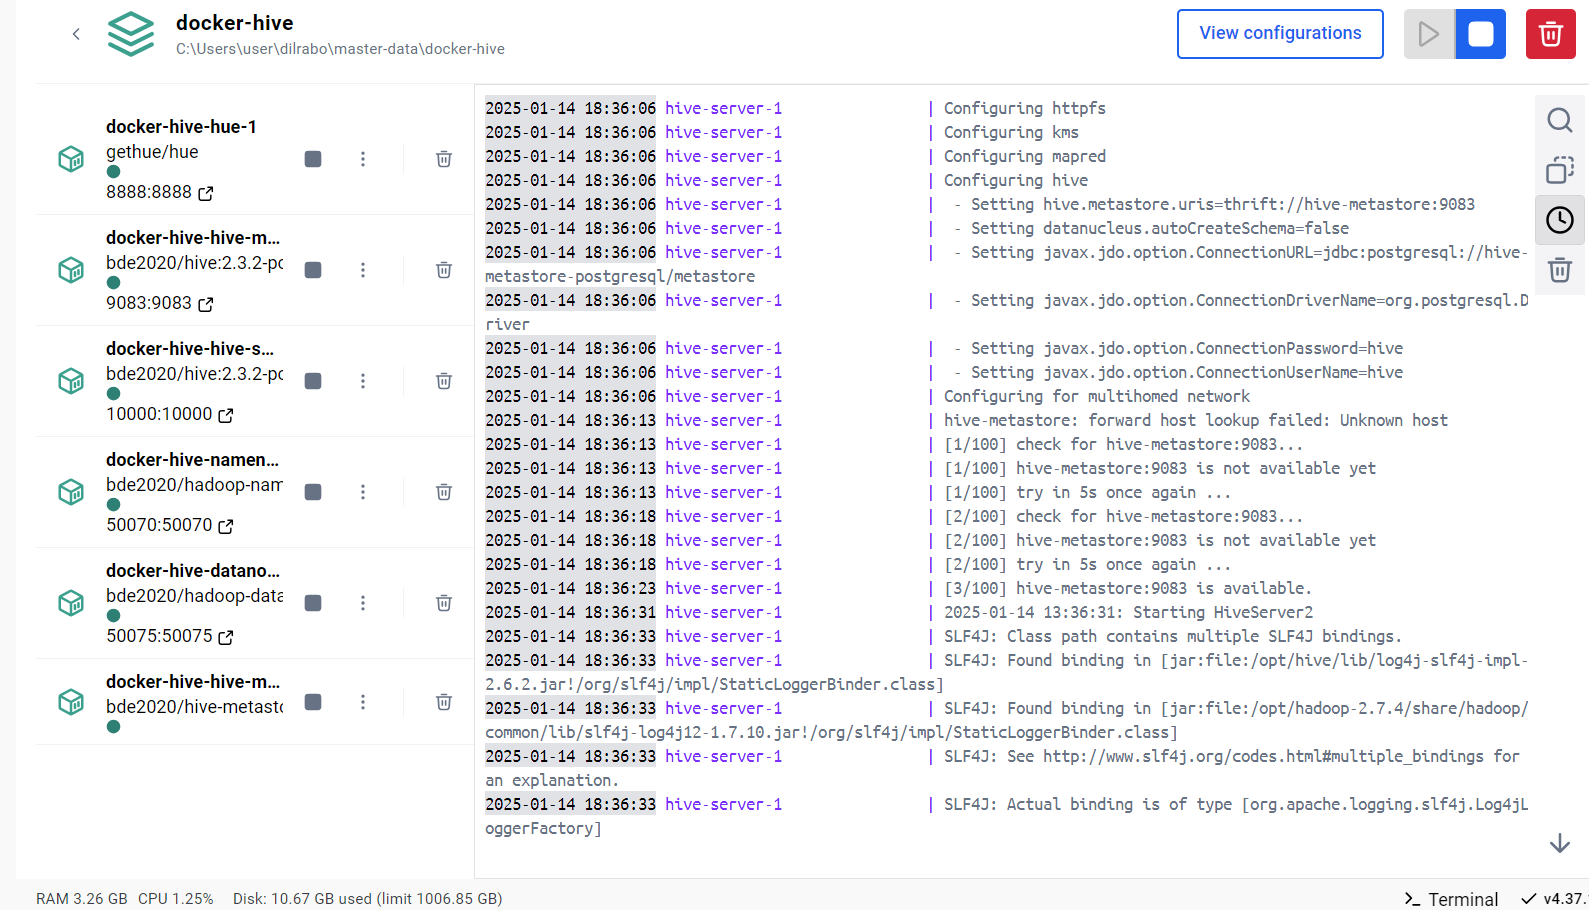 docker-hive
C:\Users\user\dilrabo\master-data\docker-hive
View configurations
docker-hive-hue-1
gethue/hue
8888:8888
docker-hive-hive-m...
bde2020/hive:2.3.2-pc
9083:9083
docker-hive-hive-s...
bde2020/hive:2.3.2-pc
10000:10000
docker-hive-namen...
bde2020/hadoop-nam
50070:50070
docker-hive-datano...
bde2020/hadoop-data
50075:50075
docker-hive-hive-m...
bde2020/hive-metastc
2025-01-14 18:36:06 hive-server-1 | Configuring httpfs
2025-01-14 18:36:06 hive-server-1 | Configuring kms
2025-01-14 18:36:06 hive-server-1 | Configuring mapred
2025-01-14 18:36:06 hive-server-1 | Configuring hive
2025-01-14 18:36:06 hive-server-1 | - Setting hive.metastore.uris=thrift://hive-metastore:9083
2025-01-14 18:36:06 hive-server-1 | - Setting datanucleus.autoCreateSchema=false
2025-01-14 18:36:06 hive-server-1 | - Setting javax.jdo.option.ConnectionURL=jdbc:postgresql://hive-
metastore-postgresql/metastore
2025-01-14 18:36:06 hive-server-1 | - Setting javax.jdo.option.ConnectionDriverName=org.postgresql.D
river
2025-01-14 18:36:06 hive-server-1 | - Setting javax.jdo.option.ConnectionPassword=hive
2025-01-14 18:36:06 hive-server-1 | - Setting javax.jdo.option.ConnectionUserName=hive
2025-01-14 18:36:06 hive-server-1 | Configuring for multihomed network
2025-01-14 18:36:13 hive-server-1 | hive-metastore: forward host lookup failed: Unknown host
2025-01-14 18:36:13 hive-server-1 | [1/100] check for hive-metastore:9083...
2025-01-14 18:36:13 hive-server-1 | [1/100] hive-metastore:9083 is not available yet
2025-01-14 18:36:13 hive-server-1 | [1/100] try in 5s once again ...
2025-01-14 18:36:18 hive-server-1 | [2/100] check for hive-metastore:9083...
2025-01-14 18:36:18 hive-server-1 | [2/100] hive-metastore:9083 is not available yet
2025-01-14 18:36:18 hive-server-1 | [2/100] try in 5s once again ...
2025-01-14 18:36:23 hive-server-1 | [3/100] hive-metastore:9083 is available.
2025-01-14 18:36:31 hive-server-1 | 2025-01-14 13:36:31: Starting HiveServer2
2025-01-14 18:36:33 hive-server-1 | SLF4J: Class path contains multiple SLF4J bindings.
2025-01-14 18:36:33 hive-server-1 | SLF4J: Found binding in [jar:file:/opt/hive/lib/log4j-slf4j-impl-
2.6.2.jar!/org/slf4j/impl/StaticLoggerBinder.class]
2025-01-14 18:36:33 hive-server-1 | SLF4J: Found binding in [jar:file:/opt/hadoop-2.7.4/share/hadoop/
common/lib/slf4j-log4j12-1.7.10.jar!/org/slf4j/impl/StaticLoggerBinder.class]
2025-01-14 18:36:33 hive-server-1 | SLF4J: See http://www.slf4j.org/codes.html#multiple_bindings for
an explanation.
2025-01-14 18:36:33 hive-server-1 | SLF4J: Actual binding is of type [org.apache.logging.slf4j.Log4jL
oggerFactory]
RAM 3.26 GB CPU 1.25% Disk: 10.67 GB used (limit 1006.85 GB)
Terminal
v4.37.